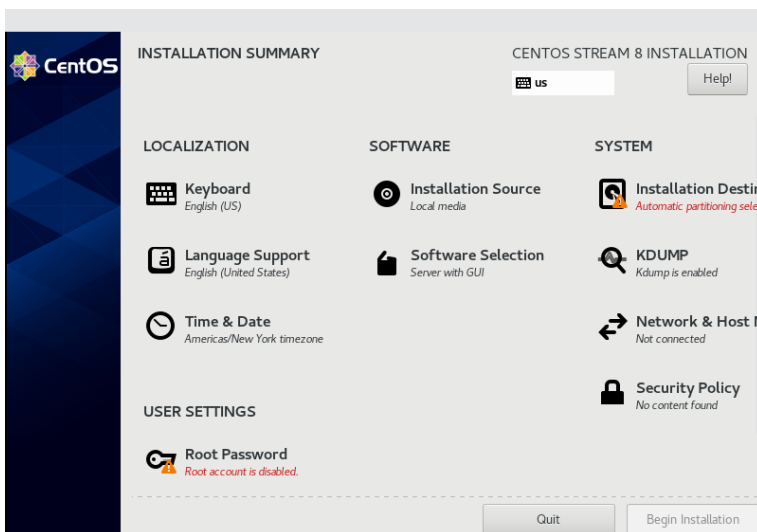 CentOS
INSTALLATION SUMMARY
CENTOS STREAM 8 INSTALLATION
us
Help!
LOCALIZATION
Keyboard
English (US)
Language Support
English (United States)
Time & Date
Americas/New York timezone
USER SETTINGS
Root Password
Root account is disabled.
SOFTWARE
Installation Source
Local media
Software Selection
Server with GUI
SYSTEM
Installation
Automatic partitioning
KDUMP
Kdump is enabled
Network & Host
Not connected
Security Policy
No content found
Quit
Begin Installation